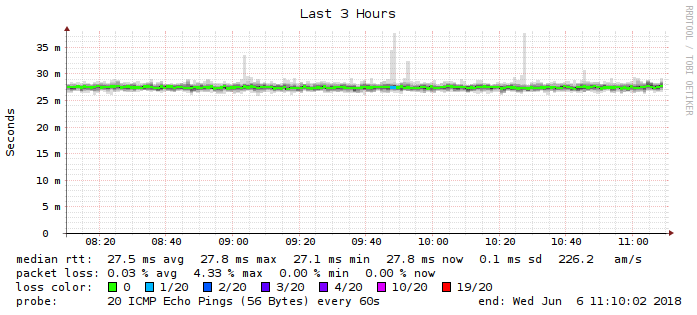 Last 3 Hours
RRDTOOL / TOBI OETIKER
Seconds
35 m
30 m
25 m
20 m
15 m
10 m
5 m
0
08:20 08:40 09:00 09:20 09:40 10:00 10:20 10:40 11:00
median rtt: 27.5 ms avg 27.8 ms max 27.1 ms min 27.8 ms now 0.1 ms sd 226.2 am/s
packet loss: 0.03 % avg 4.33 % max 0.00 % min 0.00 % now
loss color: 0 1/20 2/20 3/20 4/20 10/20 19/20
probe: 20 ICMP Echo Pings (56 Bytes) every 60s end: Wed Jun 6 11:10:02 2018